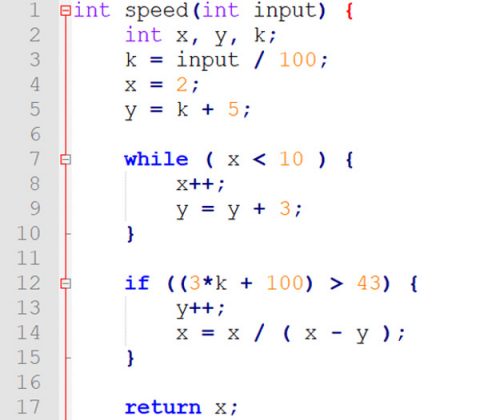 1 int speed(int input) {
2 int x, y, k;
3 k = input / 100;
4 x = 2;
5 y = k + 5;
6
7 while ( x < 10 ) {
8 x++;
9 y = y + 3;
10 }
11
12 if ((3*k + 100) > 43) {
13 y++;
14 x = x / ( x - y );
15 }
16
17 return x;